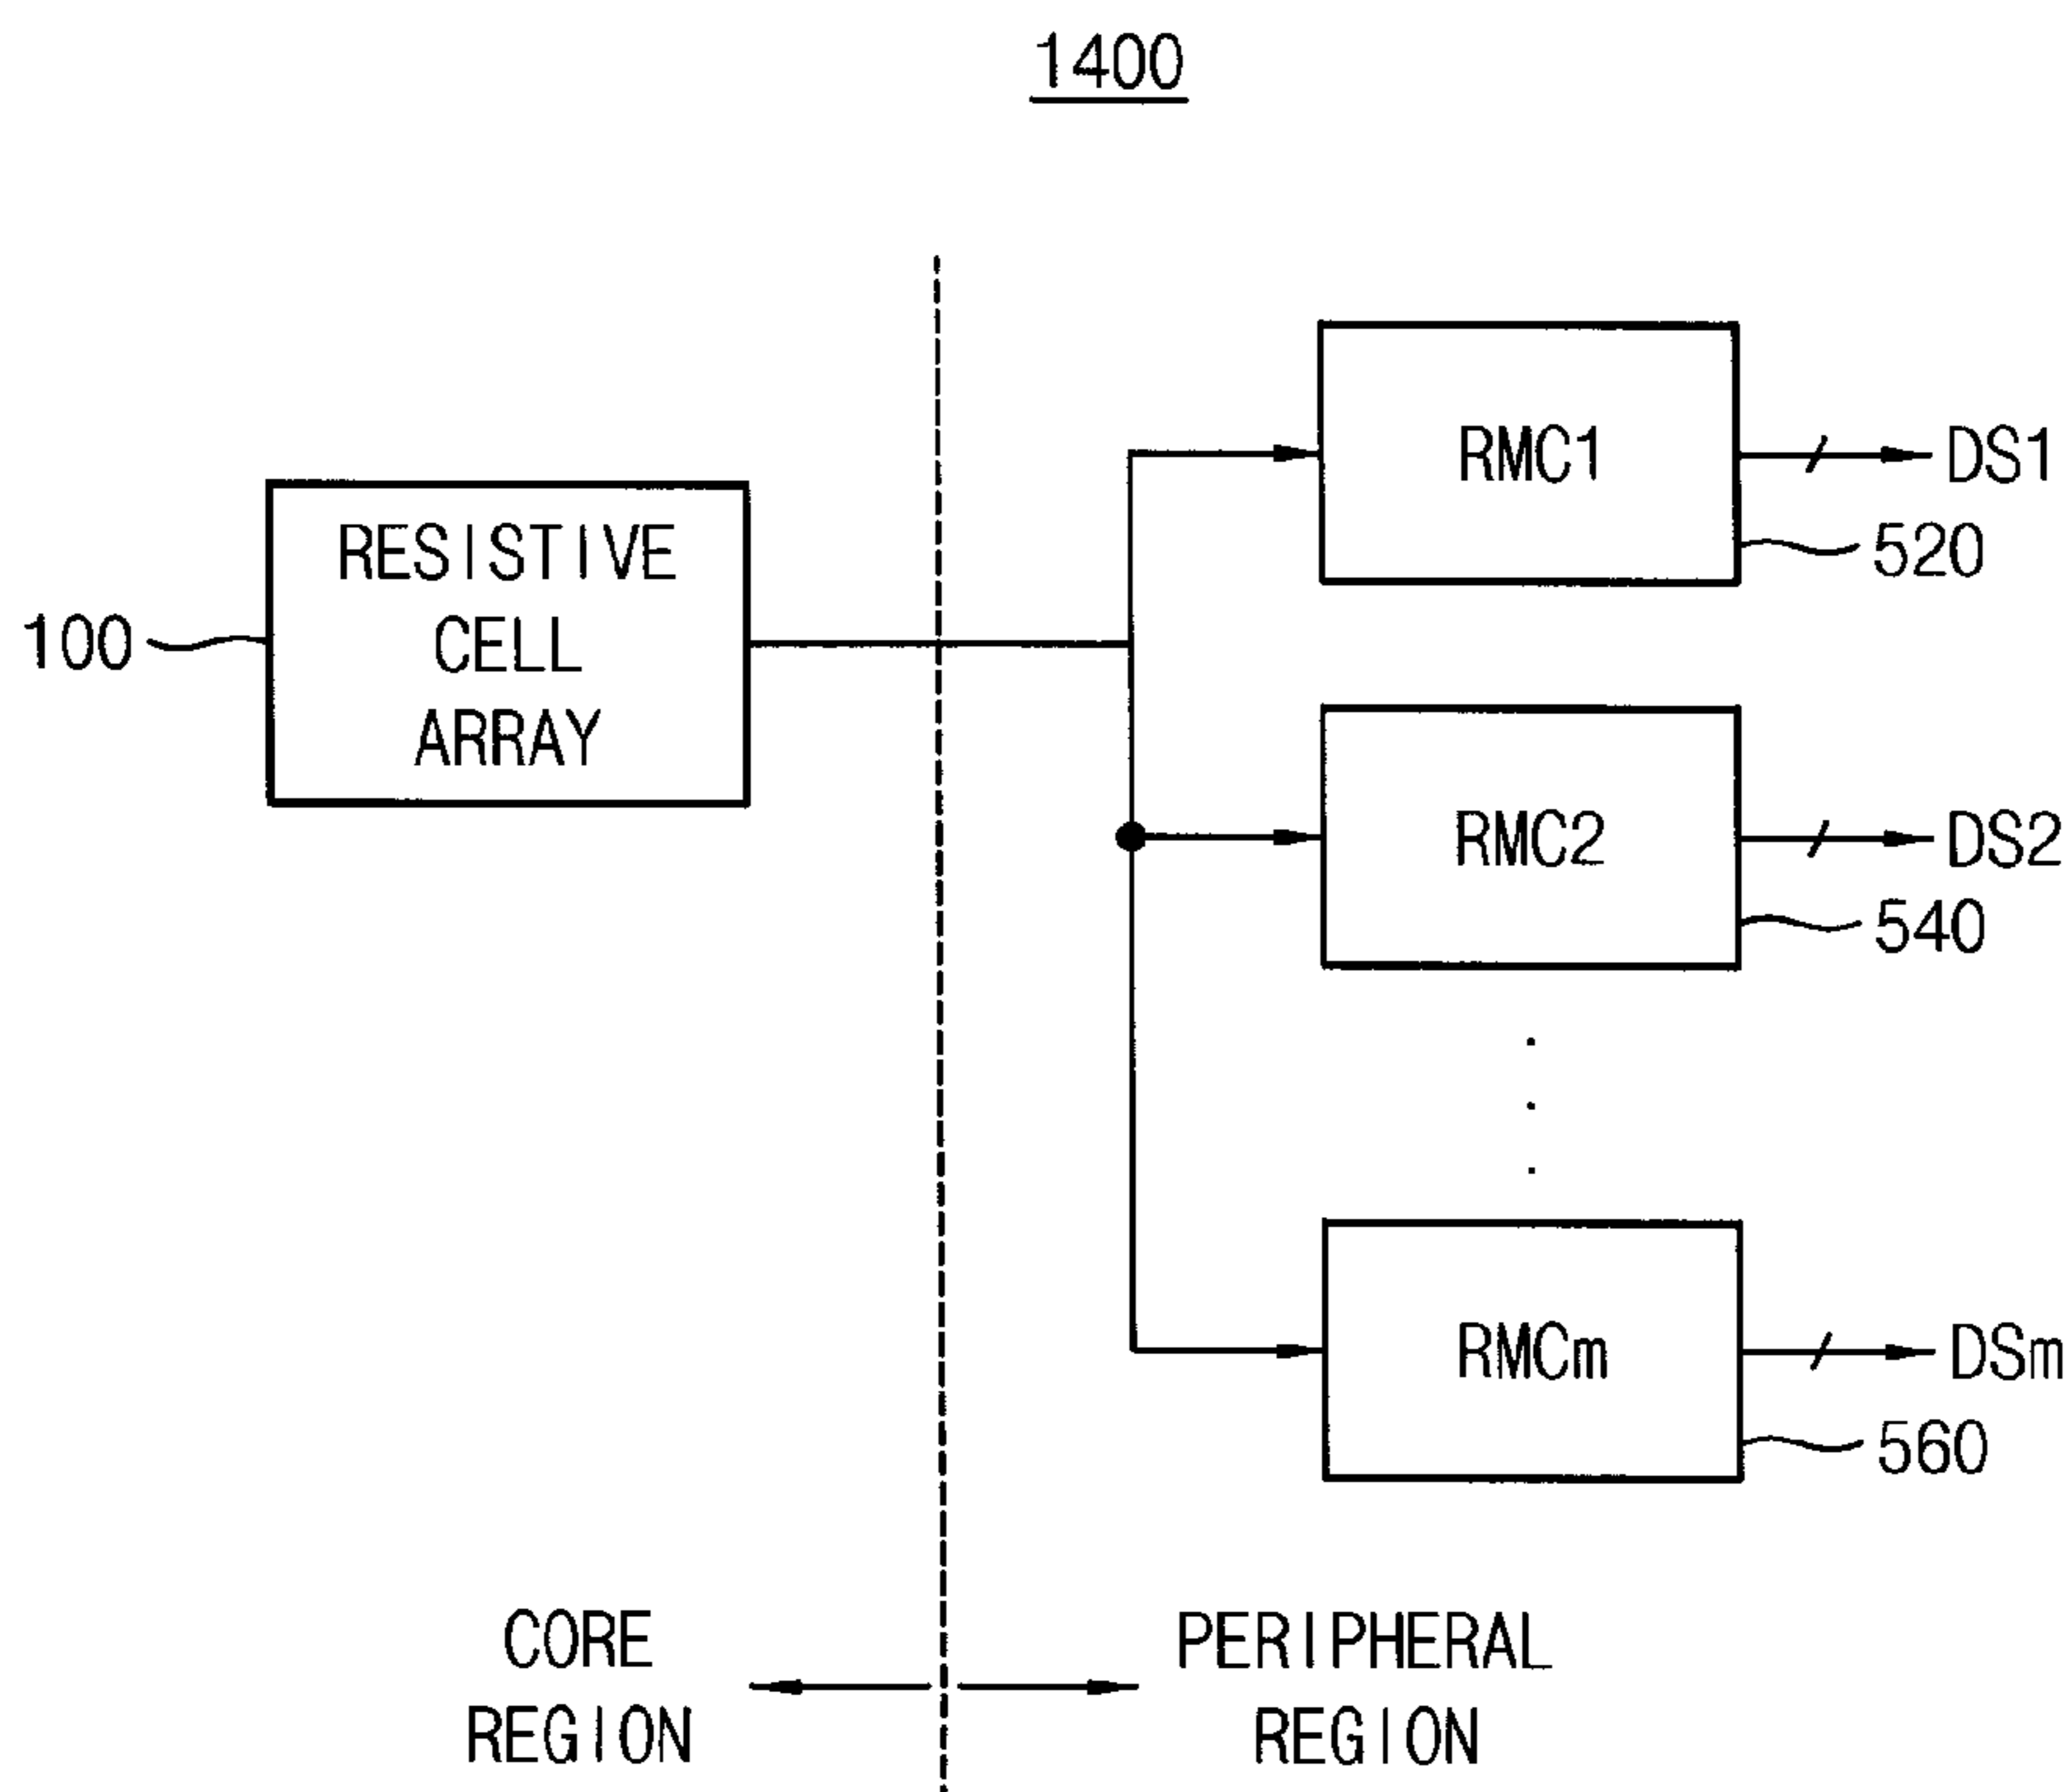 1400
RESISTIVE
CELL
ARRAY
100
RMC1
DS1
520
RMC2
DS2
540
RMCm
DSm
560
CORE
REGION
PERIPHERAL
REGION